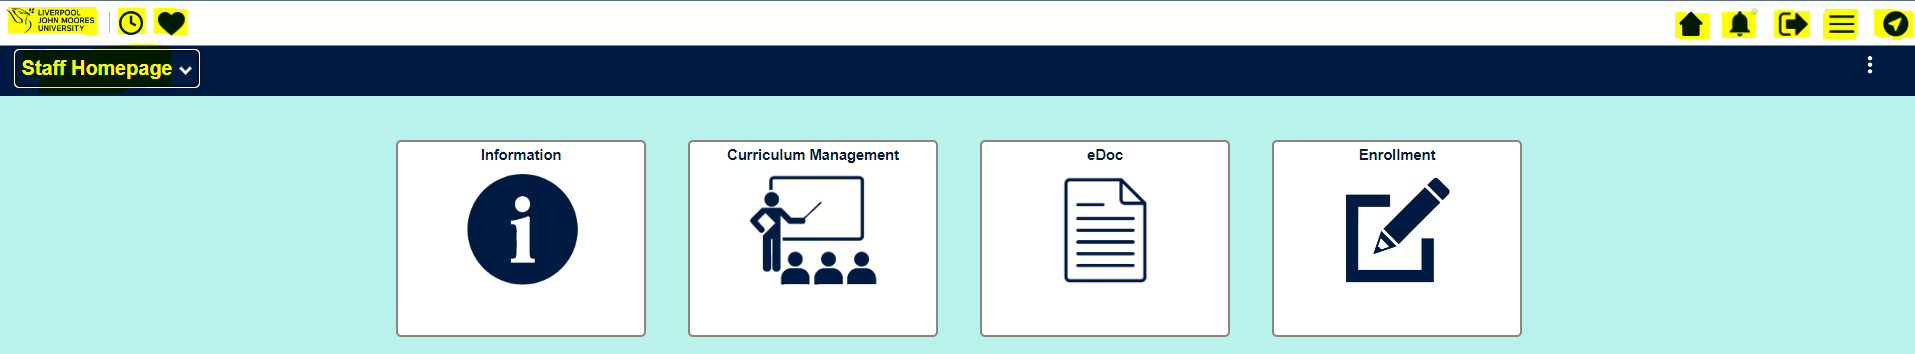 LIVERPOOL
JOHN MOORES
UNIVERSITY
Staff Homepage
Information
Curriculum Management
eDoc
Enrollment